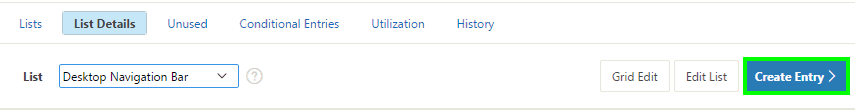 Lists List Details Unused Conditional Entries Utilization History
List Desktop Navigation Bar ? Grid Edit Edit List Create Entry >